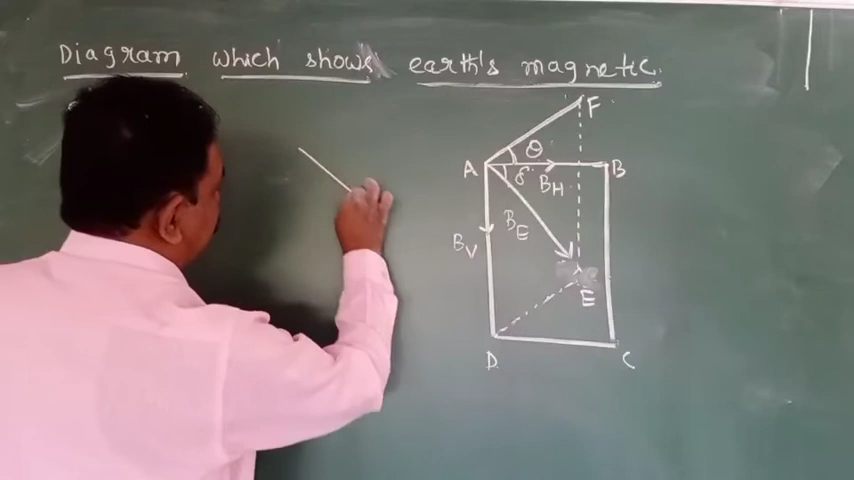 Diagram which shows earth's magnetic.
F
A θ B
δ B_H
B_E
B_V
E
D C